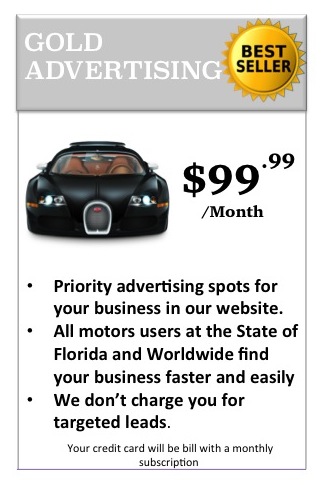 GOLD
ADVERTISING
BEST
SELLER
$99.99
/Month
• Priority advertising spots for
your business in our website.
• All motors users at the State of
Florida and Worldwide find
your business faster and easily
• We don't charge you for
targeted leads.
Your credit card will be bill with a monthly
subscription